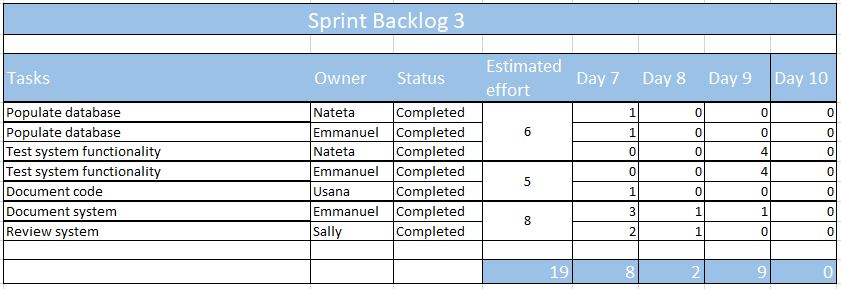 Sprint Backlog 3
Tasks Owner Status Estimated effort Day 7 Day 8 Day 9 Day 10
Populate database Nateta Completed 6 1 0 0 0
Populate database Emmanuel Completed 1 0 0 0
Test system functionality Nateta Completed 0 0 4 0
Test system functionality Emmanuel Completed 5 0 0 4 0
Document code Usana Completed 1 0 0 0
Document system Emmanuel Completed 8 3 1 1 0
Review system Sally Completed 2 1 0 0
19 8 2 9 0